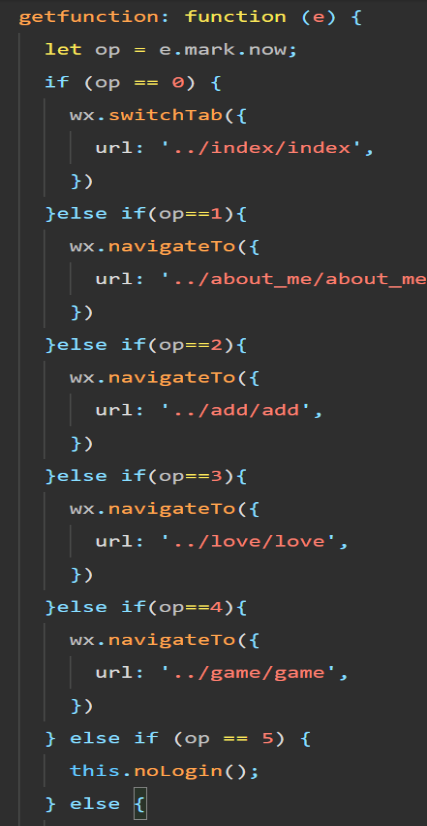 getfunction: function (e) {
let op = e.mark.now;
if (op == 0) {
wx.switchTab({
url: '../index/index',
})
}else if(op==1){
wx.navigateTo({
url: '../about_me/about_me
})
}else if(op==2){
wx.navigateTo({
url: '../add/add',
})
}else if(op==3){
wx.navigateTo({
url: '../love/love',
})
}else if(op==4){
wx.navigateTo({
url: '../game/game',
})
} else if (op == 5) {
this.noLogin();
} else {